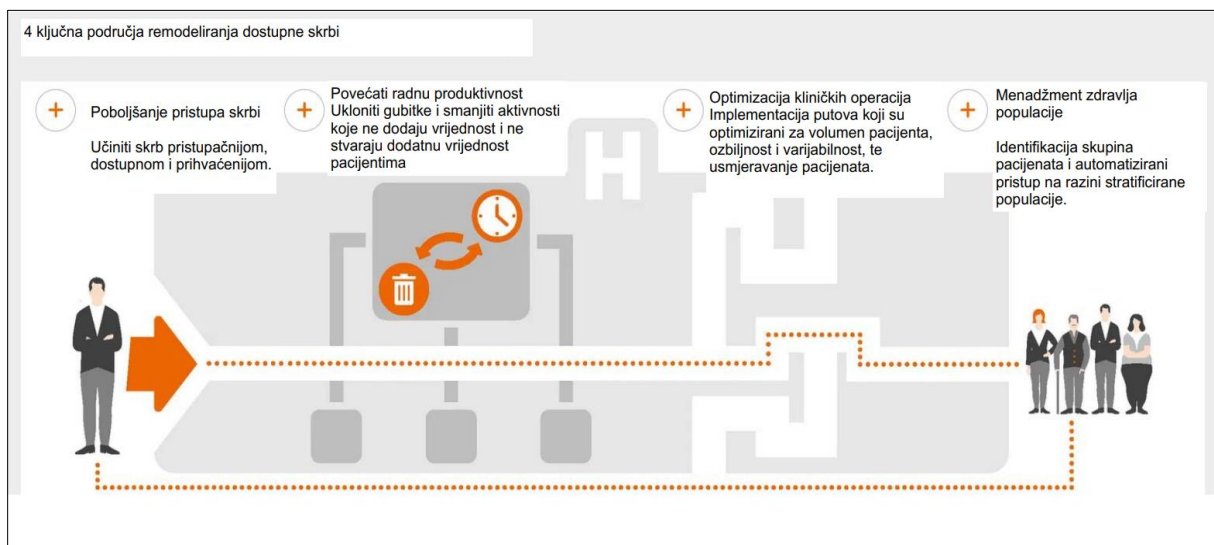 4 ključna područja remodeliranja dostupne skrbi
Poboljšanje pristupa skrbi
Učiniti skrb pristupačnijom,
dostupnom i prihvaćenijom.
Povećati radnu produktivnost
Ukloniti gubitke i smanjiti aktivnosti
koje ne dodaju vrijednost i ne
stvaraju dodatnu vrijednost
pacijentima
Optimizacija kliničkih operacija
Implementacija putova koji su
optimizirani za volumen pacijenta,
ozbiljnost i varijabilnost, te
usmjeravanje pacijenata.
Menadžment zdravlja
populacije
Identifikacija skupina
pacijenata i automatizirani
pristup na razini stratificirane
populacije.
H